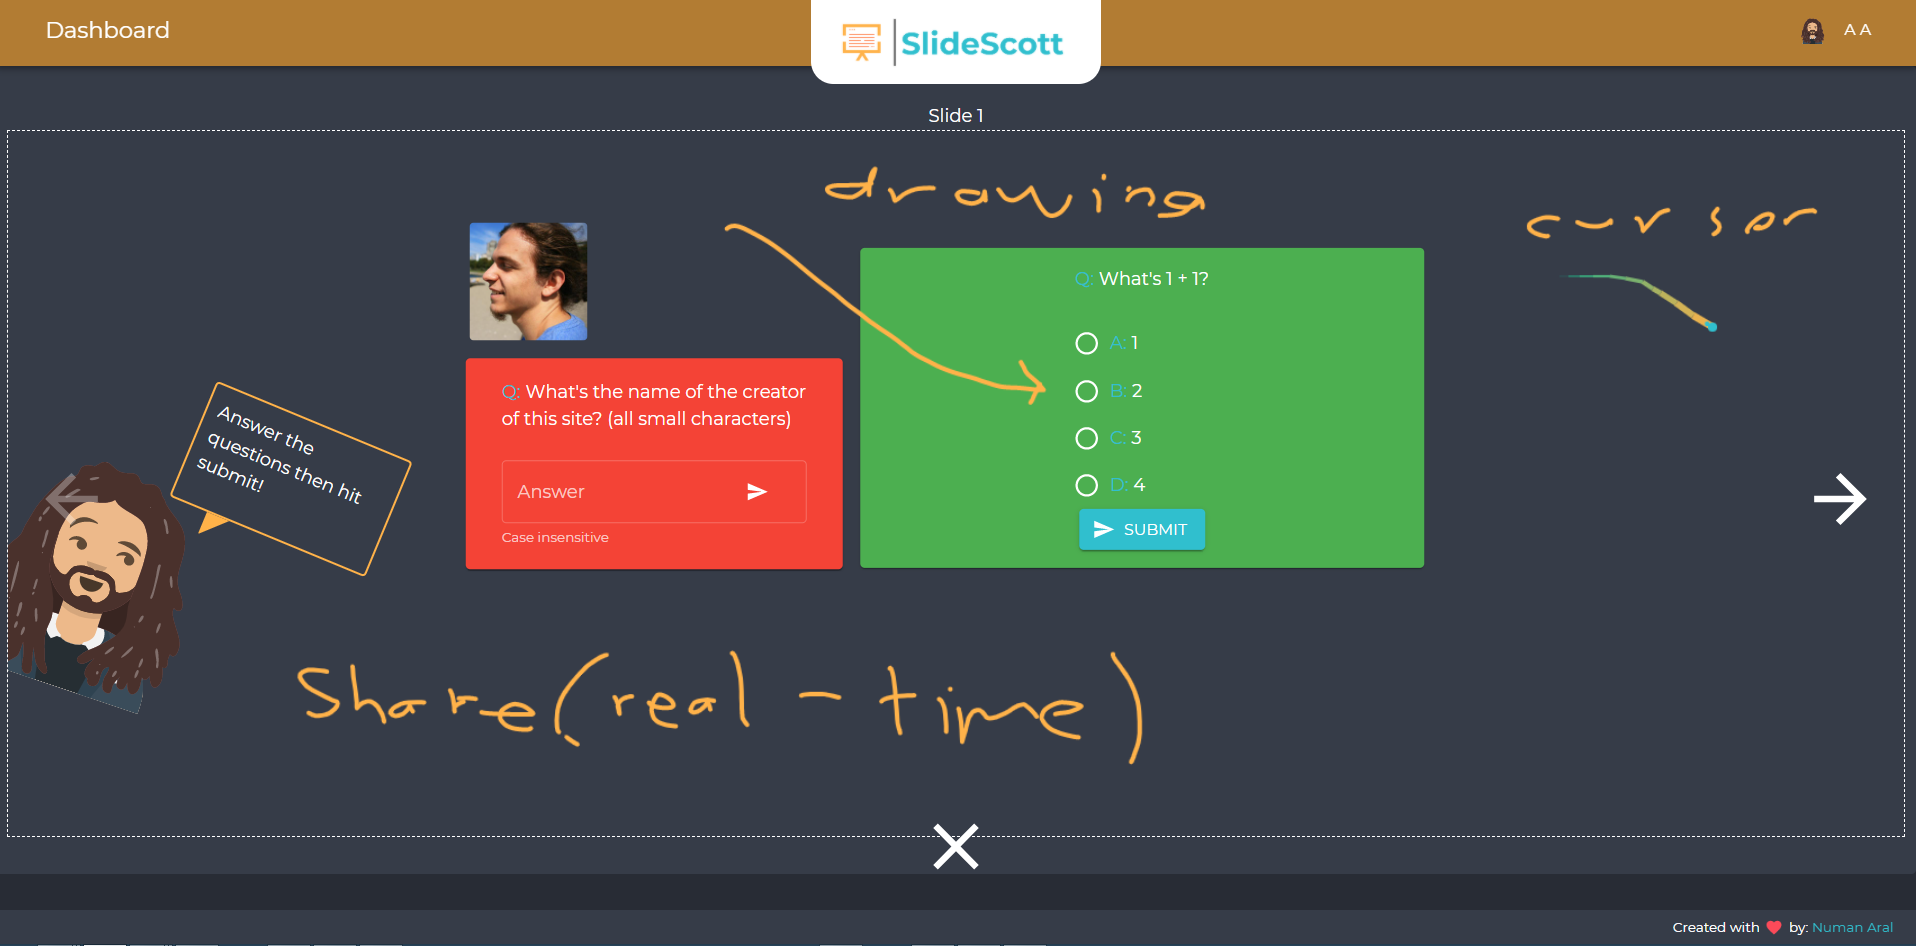 Dashboard
SlideScott
A A
Slide 1
drawing
cursor
Q: What's 1 + 1?
A: 1
B: 2
C: 3
D: 4
SUBMIT
Q: What's the name of the creator
of this site? (all small characters)
Answer
Case insensitive
Answer the
questions then hit
submit!
Share(real - time)
Created with ❤ by: Numan Aral